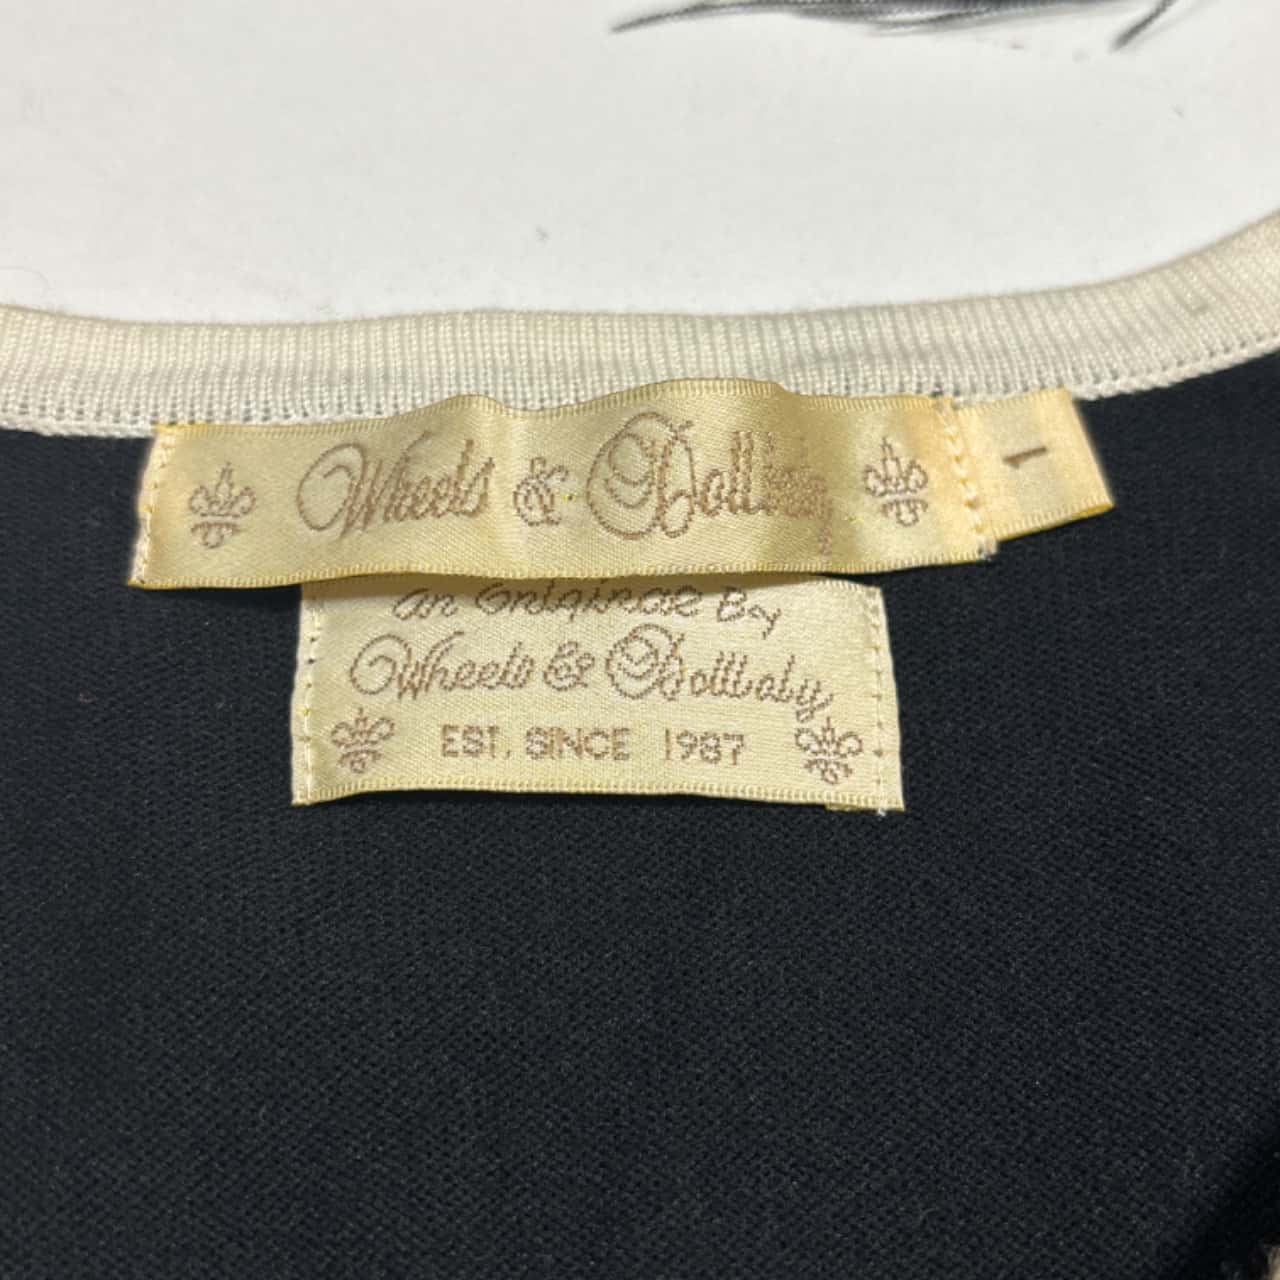 Wheels & Dollbaby
1
An Original By
Wheels & Dollbaby
EST. SINCE 1987